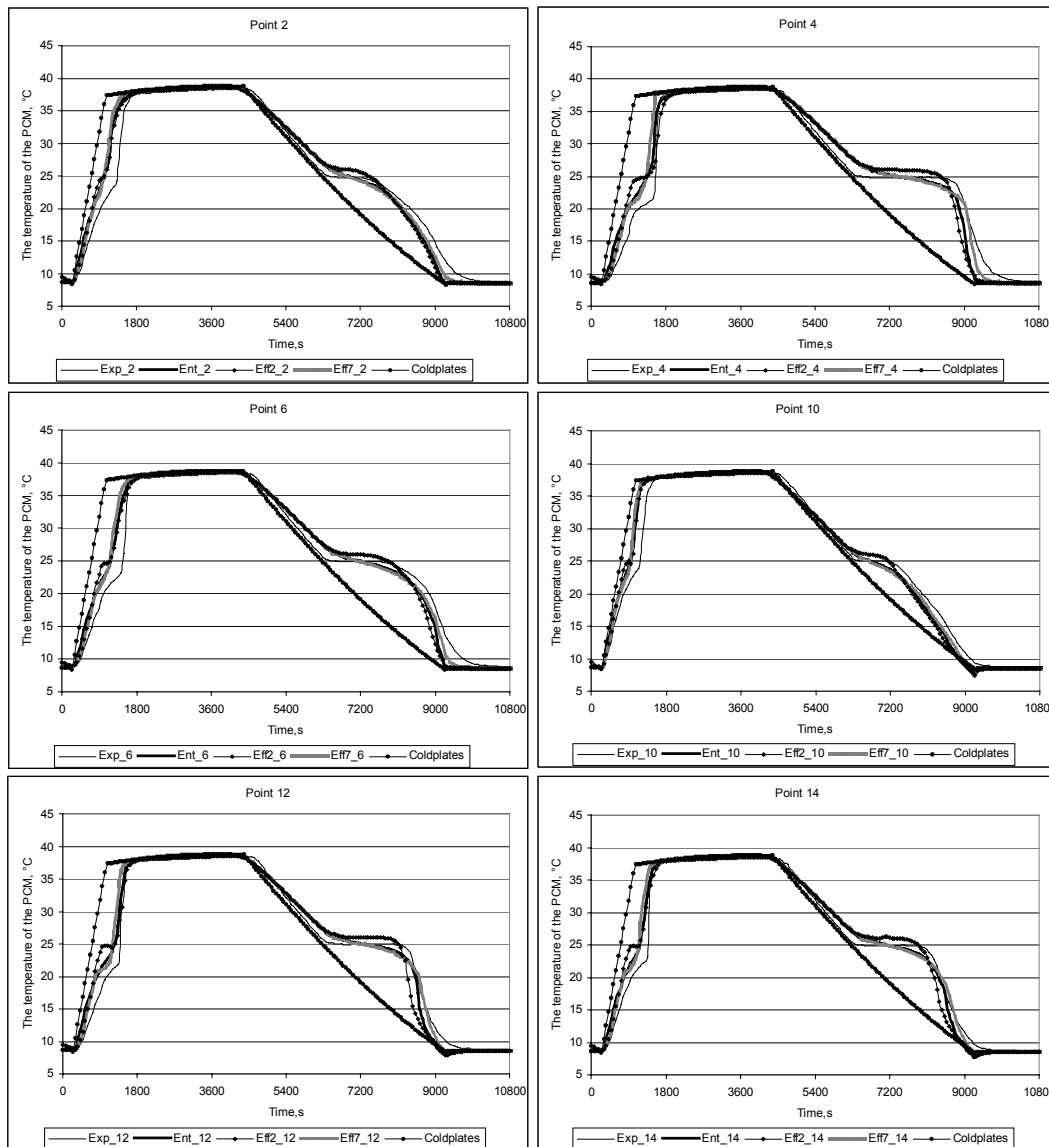 Point 2
The temperature of the PCM, °C
45
40
35
30
25
20
15
10
5
0 1800 3600 5400 7200 9000 10800
Time,s
Exp_2 Ent_2 Eff2_2 Eff7_2 Coldplates
Point 4
The temperature of the PCM, °C
45
40
35
30
25
20
15
10
5
0 1800 3600 5400 7200 9000 10800
Time,s
Exp_4 Ent_4 Eff2_4 Eff7_4 Coldplates
Point 6
The temperature of the PCM, °C
45
40
35
30
25
20
15
10
5
0 1800 3600 5400 7200 9000 10800
Time,s
Exp_6 Ent_6 Eff2_6 Eff7_6 Coldplates
Point 10
The temperature of the PCM, °C
45
40
35
30
25
20
15
10
5
0 1800 3600 5400 7200 9000 10800
Time,s
Exp_10 Ent_10 Eff2_10 Eff7_10 Coldplates
Point 12
The temperature of the PCM, °C
45
40
35
30
25
20
15
10
5
0 1800 3600 5400 7200 9000 10800
Time,s
Exp_12 Ent_12 Eff2_12 Eff7_12 Coldplates
Point 14
The temperature of the PCM, °C
45
40
35
30
25
20
15
10
5
0 1800 3600 5400 7200 9000 10800
Time,s
Exp_14 Ent_14 Eff2_14 Eff7_14 Coldplates